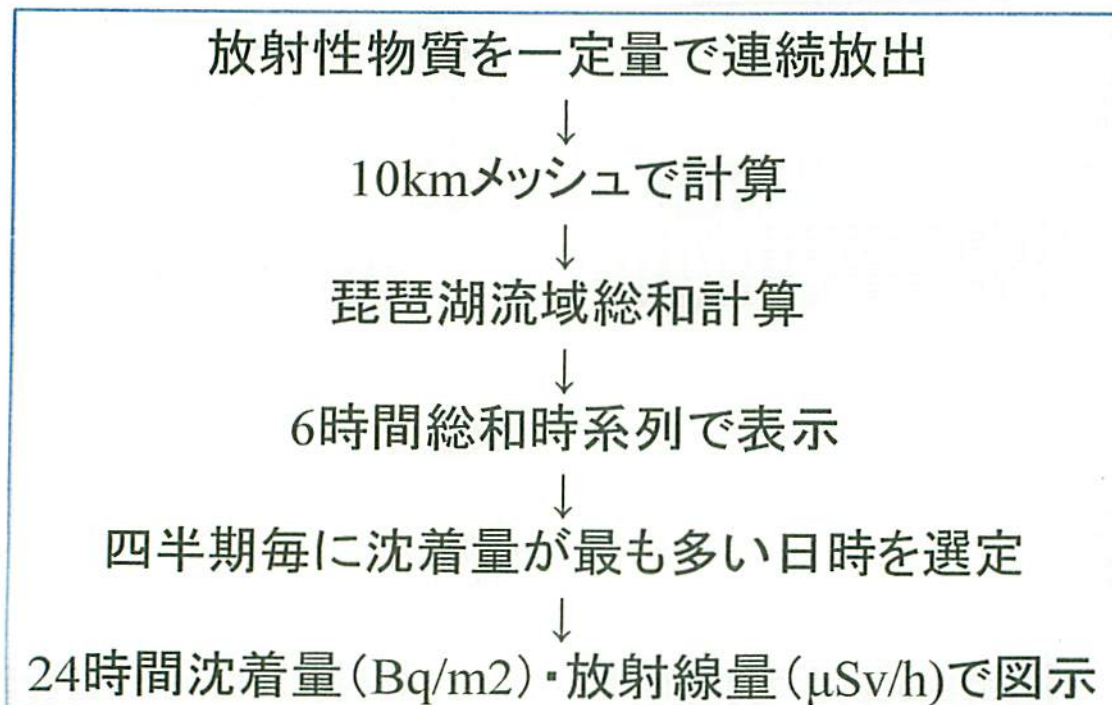 放射性物質を一定量で連続放出
↓
10kmメッシュで計算
↓
琵琶湖流域総和計算
↓
6時間総和時系列で表示
↓
四半期毎に沈着量が最も多い日時を選定
↓
24時間沈着量(Bq/m2)・放射線量(μSv/h)で図示